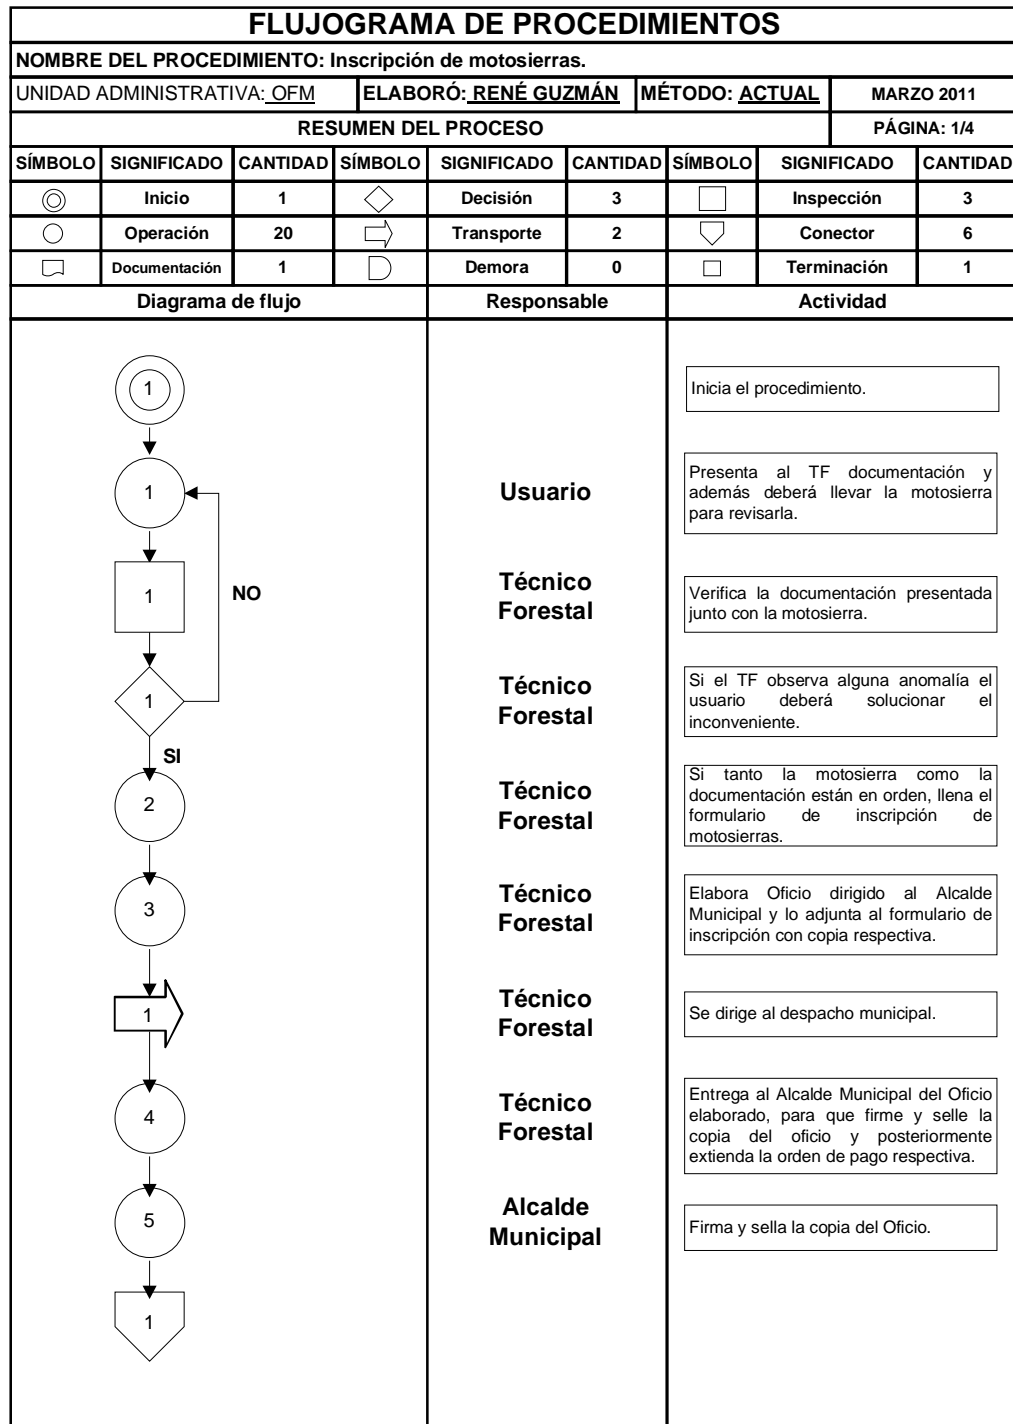 FLUJOGRAMA DE PROCEDIMIENTOS
NOMBRE DEL PROCEDIMIENTO: Inscripción de motosierras.
UNIDAD ADMINISTRATIVA: OFM ELABORÓ: RENÉ GUZMÁN MÉTODO: ACTUAL MARZO 2011
RESUMEN DEL PROCESO PÁGINA: 1/4
SÍMBOLO SIGNIFICADO CANTIDAD SÍMBOLO SIGNIFICADO CANTIDAD SÍMBOLO SIGNIFICADO CANTIDAD
Inicio 1 Decisión 3 Inspección 3
Operación 20 Transporte 2 Conector 6
Documentación 1 Demora 0 Terminación 1
Diagrama de flujo Responsable Actividad
1
Inicia el procedimiento.
1
Usuario
Presenta al TF documentación y
además deberá llevar la motosierra
para revisarla.
1
NO
Técnico
Forestal
Verifica la documentación presentada
junto con la motosierra.
1
Técnico
Forestal
Si el TF observa alguna anomalía el
usuario deberá solucionar el
inconveniente.
SI
2
Técnico
Forestal
Si tanto la motosierra como la
documentación están en orden, llena el
formulario de inscripción de
motosierras.
3
Técnico
Forestal
Elabora Oficio dirigido al Alcalde
Municipal y lo adjunta al formulario de
inscripción con copia respectiva.
1
Técnico
Forestal
Se dirige al despacho municipal.
4
Técnico
Forestal
Entrega al Alcalde Municipal del Oficio
elaborado, para que firme y selle la
copia del oficio y posteriormente
extienda la orden de pago respectiva.
5
Alcalde
Municipal
Firma y sella la copia del Oficio.
1